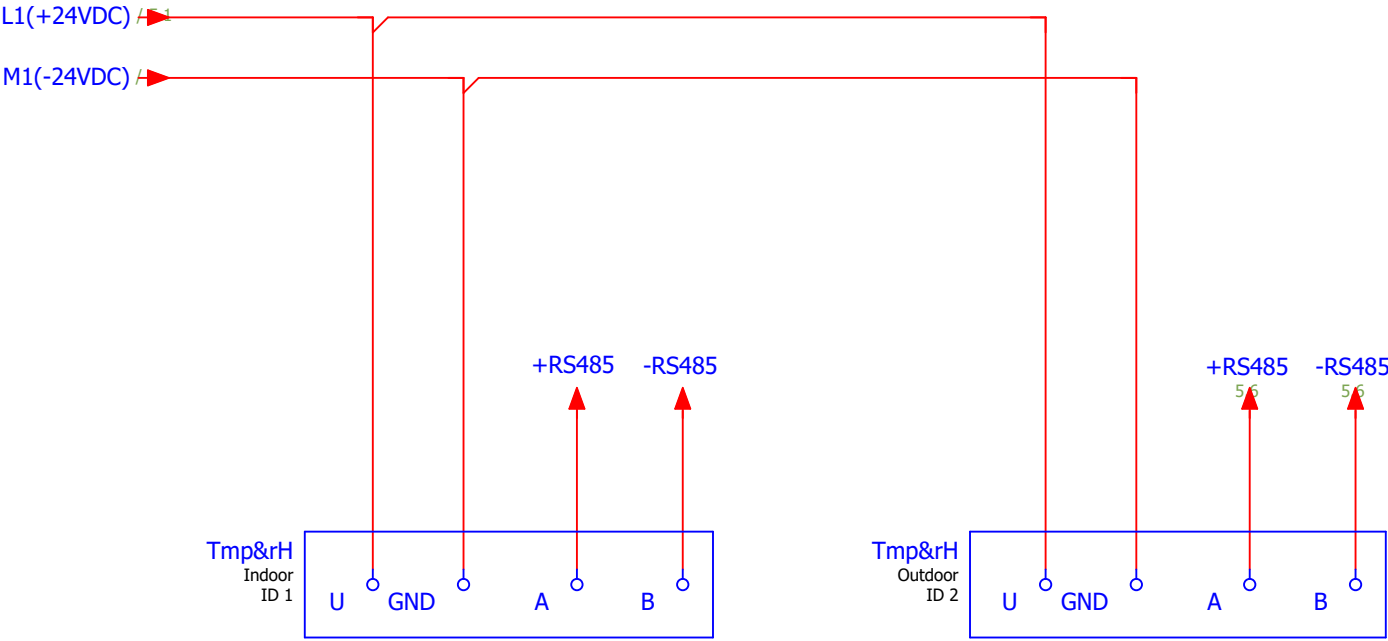 L1(+24VDC)
M1(-24VDC)
+RS485 -RS485
+RS485 -RS485
5.6 5.6
Tmp&rH
Indoor
ID 1
U GND A B
Tmp&rH
Outdoor
ID 2
U GND A B